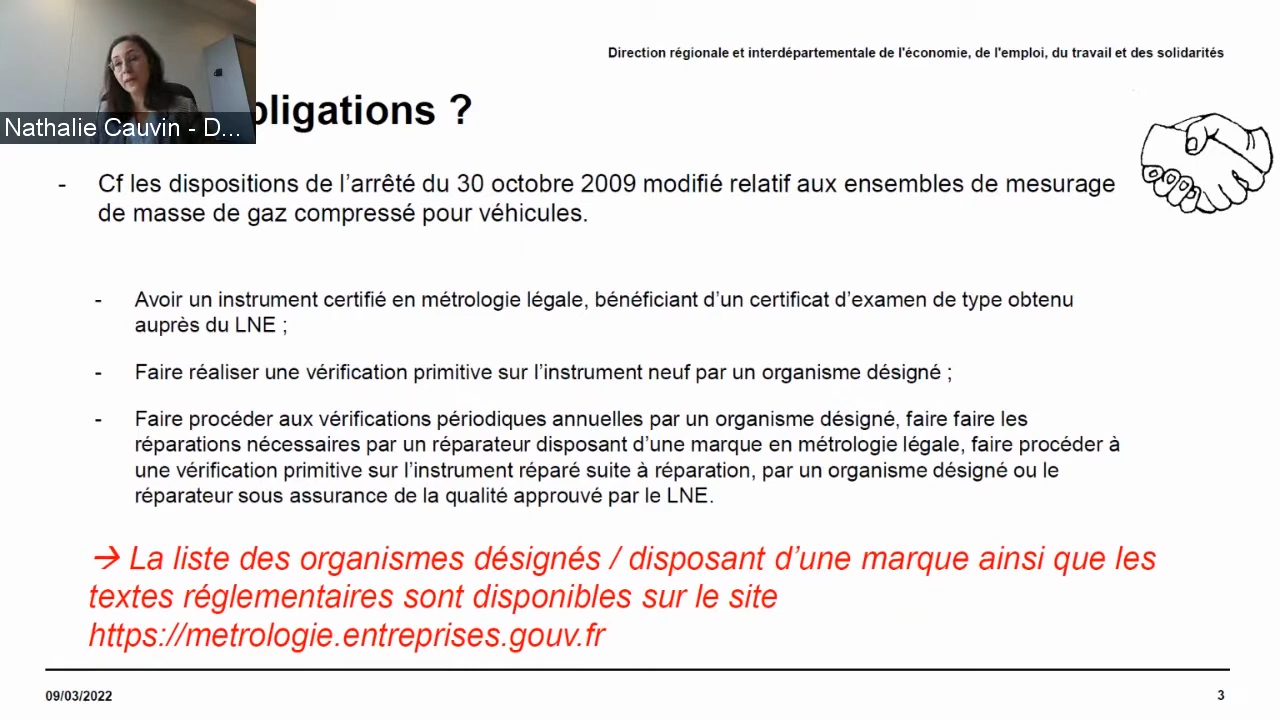 Direction régionale et interdépartementale de l'économie, de l'emploi, du travail et des solidarités
Nathalie Cauvin - D...
bligations ?
- Cf les dispositions de l’arrêté du 30 octobre 2009 modifié relatif aux ensembles de mesurage
de masse de gaz compressé pour véhicules.
- Avoir un instrument certifié en métrologie légale, bénéficiant d’un certificat d’examen de type obtenu
auprès du LNE ;
- Faire réaliser une vérification primitive sur l’instrument neuf par un organisme désigné ;
- Faire procéder aux vérifications périodiques annuelles par un organisme désigné, faire faire les
réparations nécessaires par un réparateur disposant d’une marque en métrologie légale, faire procéder à
une vérification primitive sur l’instrument réparé suite à réparation, par un organisme désigné ou le
réparateur sous assurance de la qualité approuvé par le LNE.
→ La liste des organismes désignés / disposant d’une marque ainsi que les
textes réglementaires sont disponibles sur le site
https://metrologie.entreprises.gouv.fr
09/03/2022
3